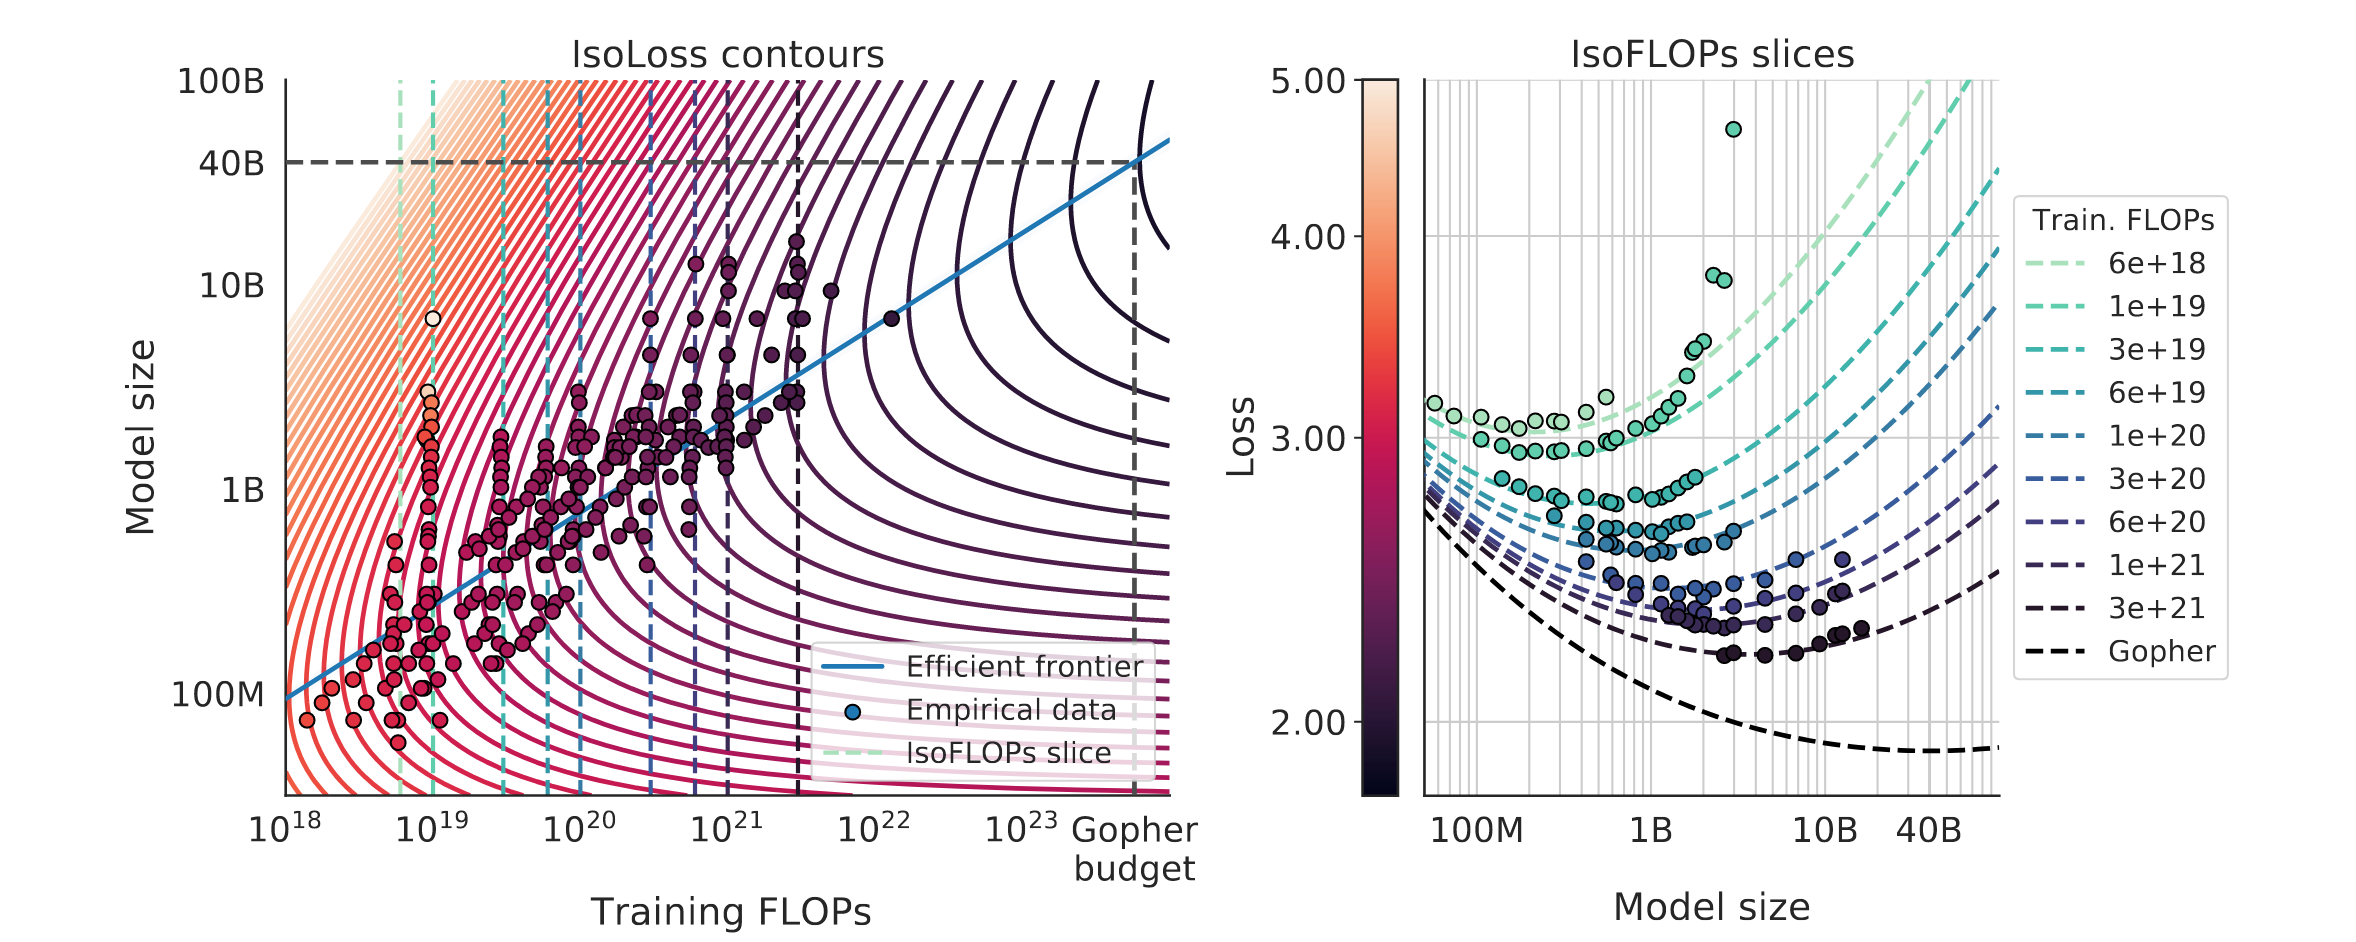 IsoLoss contours
100B
40B
10B
1B
100M
Model size
10^18
10^19
10^20
10^21
10^22
10^23
Gopher
budget
Training FLOPs
Efficient frontier
Empirical data
IsoFLOPs slice
IsoFLOPs slices
5.00
4.00
3.00
2.00
Loss
100M
1B
10B
40B
Model size
Train. FLOPs
6e+18
1e+19
3e+19
6e+19
1e+20
3e+20
6e+20
1e+21
3e+21
Gopher